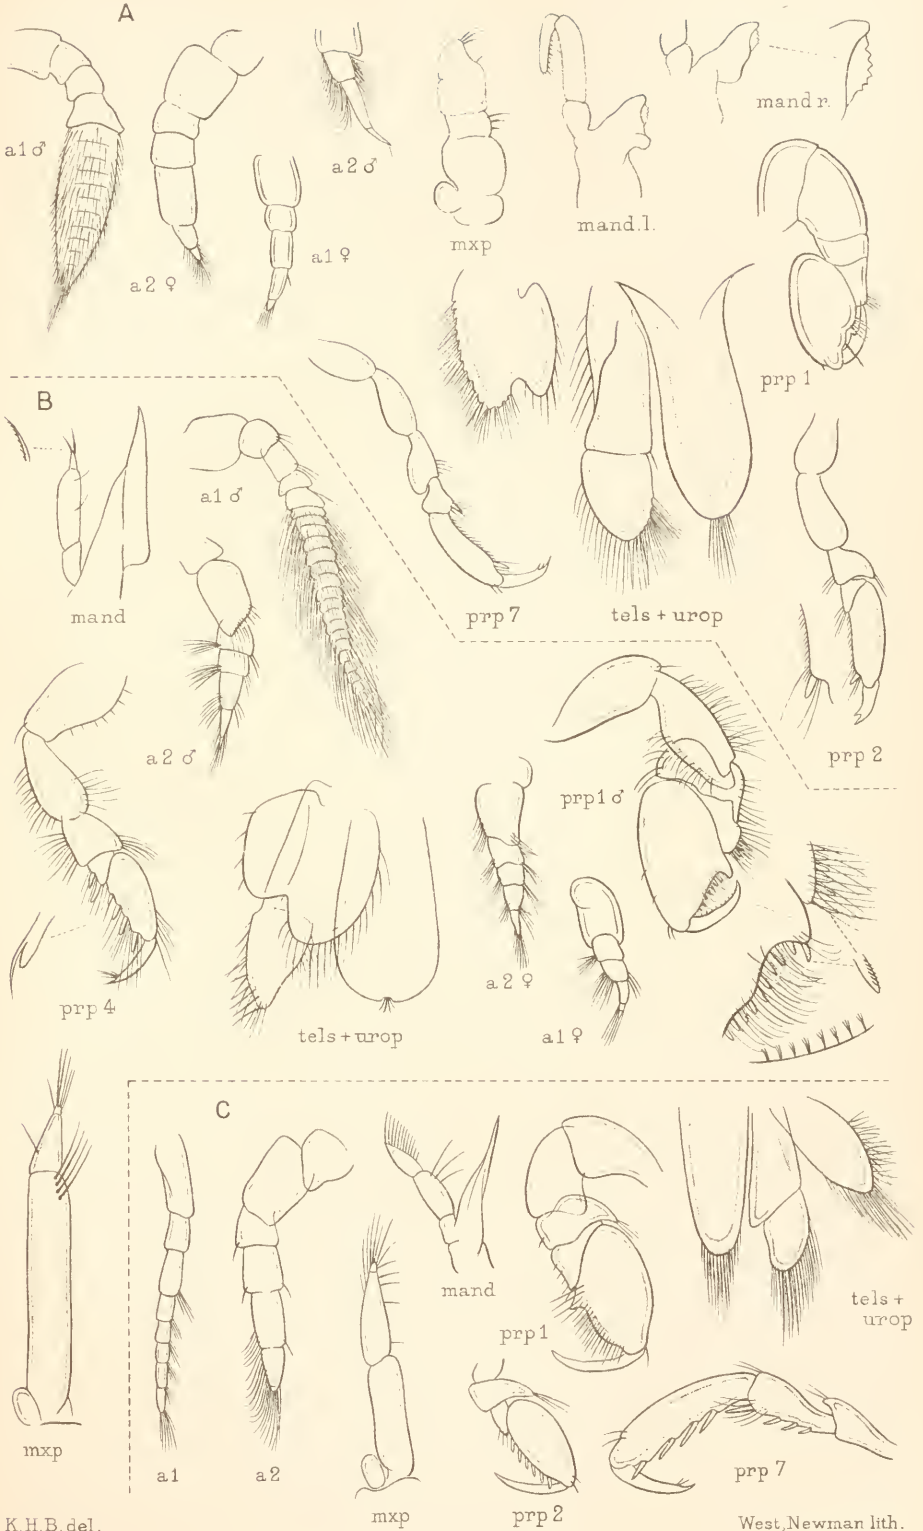 A
a1♂
a2♀
a1♀
a2♂
mxp
mand.l.
mand r.
prp 1
prp 7
tels + urop
prp 2
B
mand
a1♂
a2♂
prp 4
tels + urop
a2♀
a1♀
prp1♂
mxp
C
a1
a2
mxp
mand
prp1
prp 2
tels +
urop
prp 7
K.H.B. del.
West, Newman lith.